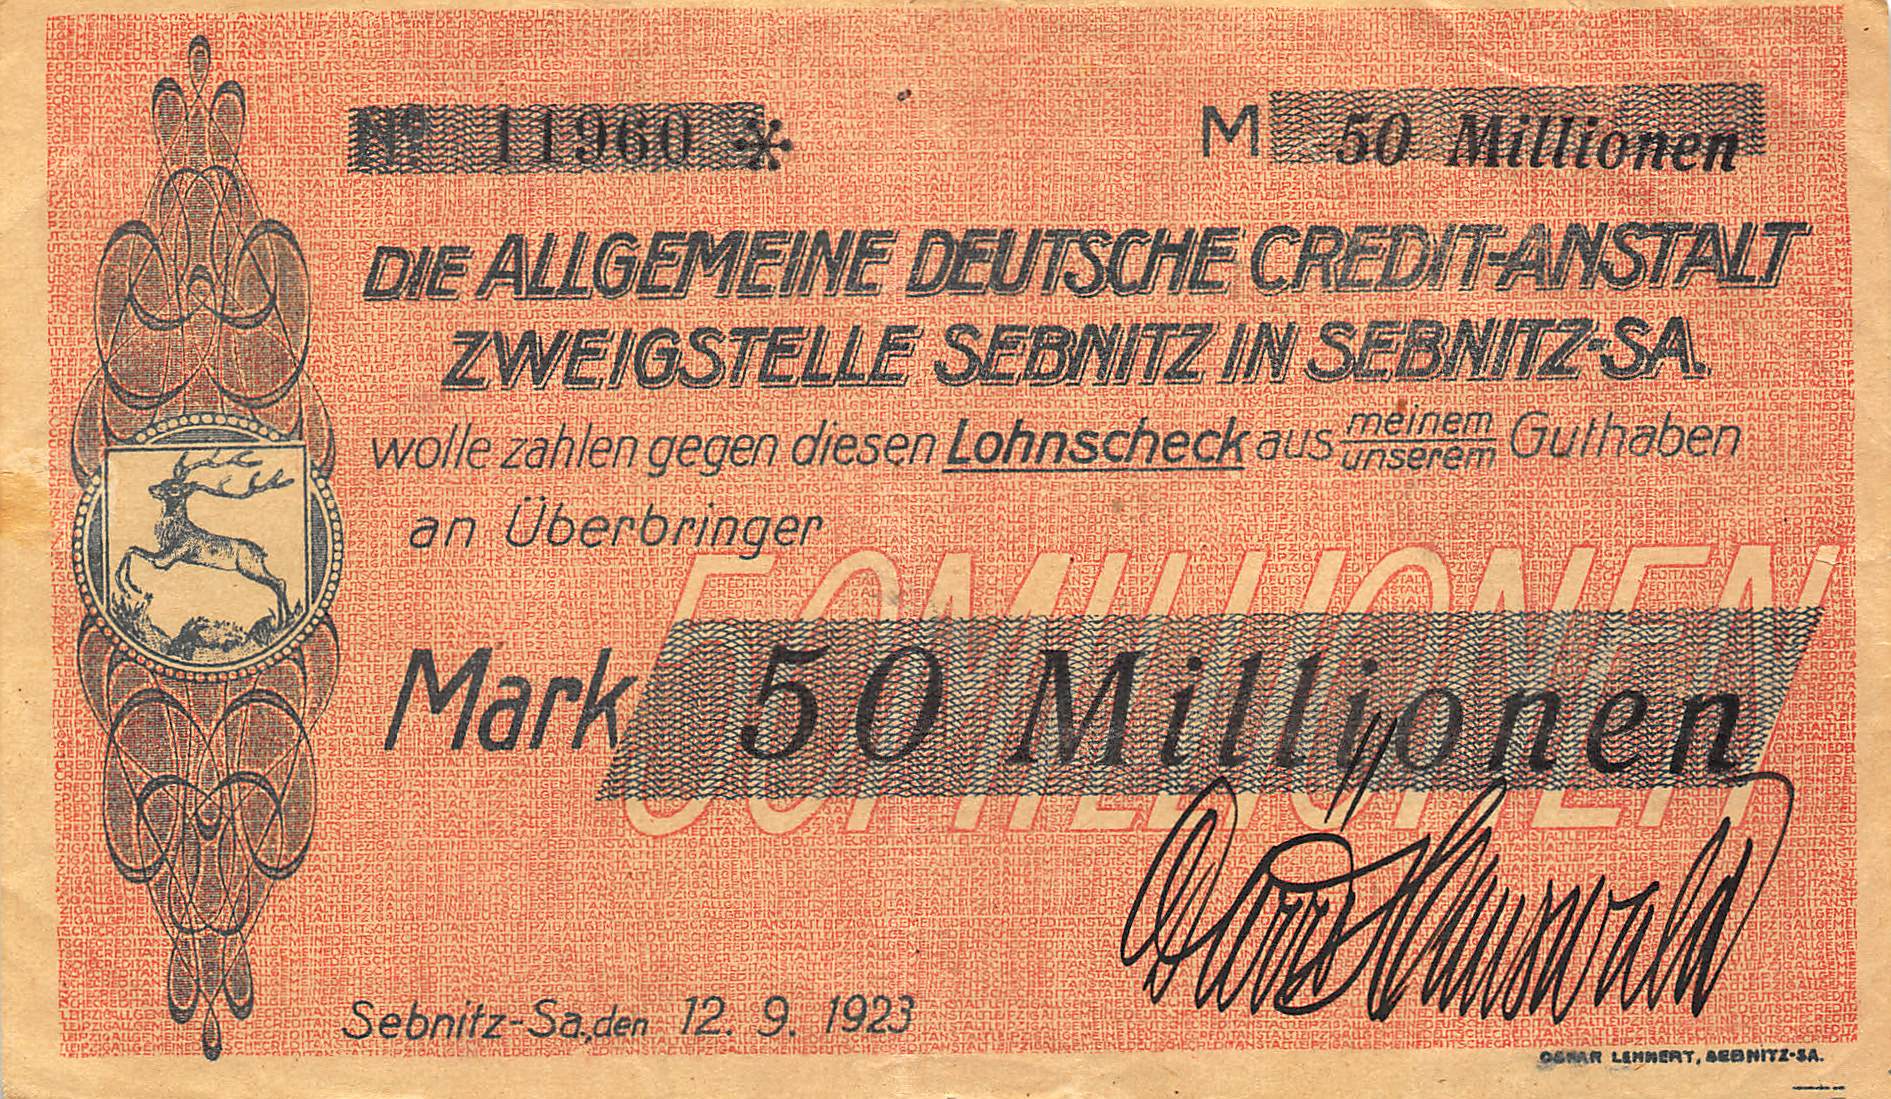 Nº 11960 *
M 50 Millionen
DIE ALLGEMEINE DEUTSCHE CREDIT-ANSTALT
ZWEIGSTELLE SEBNITZ IN SEBNITZ-SA.
wolle zahlen gegen diesen Lohnscheck aus meinem unserem Guthaben
an Überbringer
50 MILLIONEN
Mark 50 Millionen
Sebnitz-Sa., den 12. 9. 1923
OSKAR LEHNERT, SEBNITZ-SA.